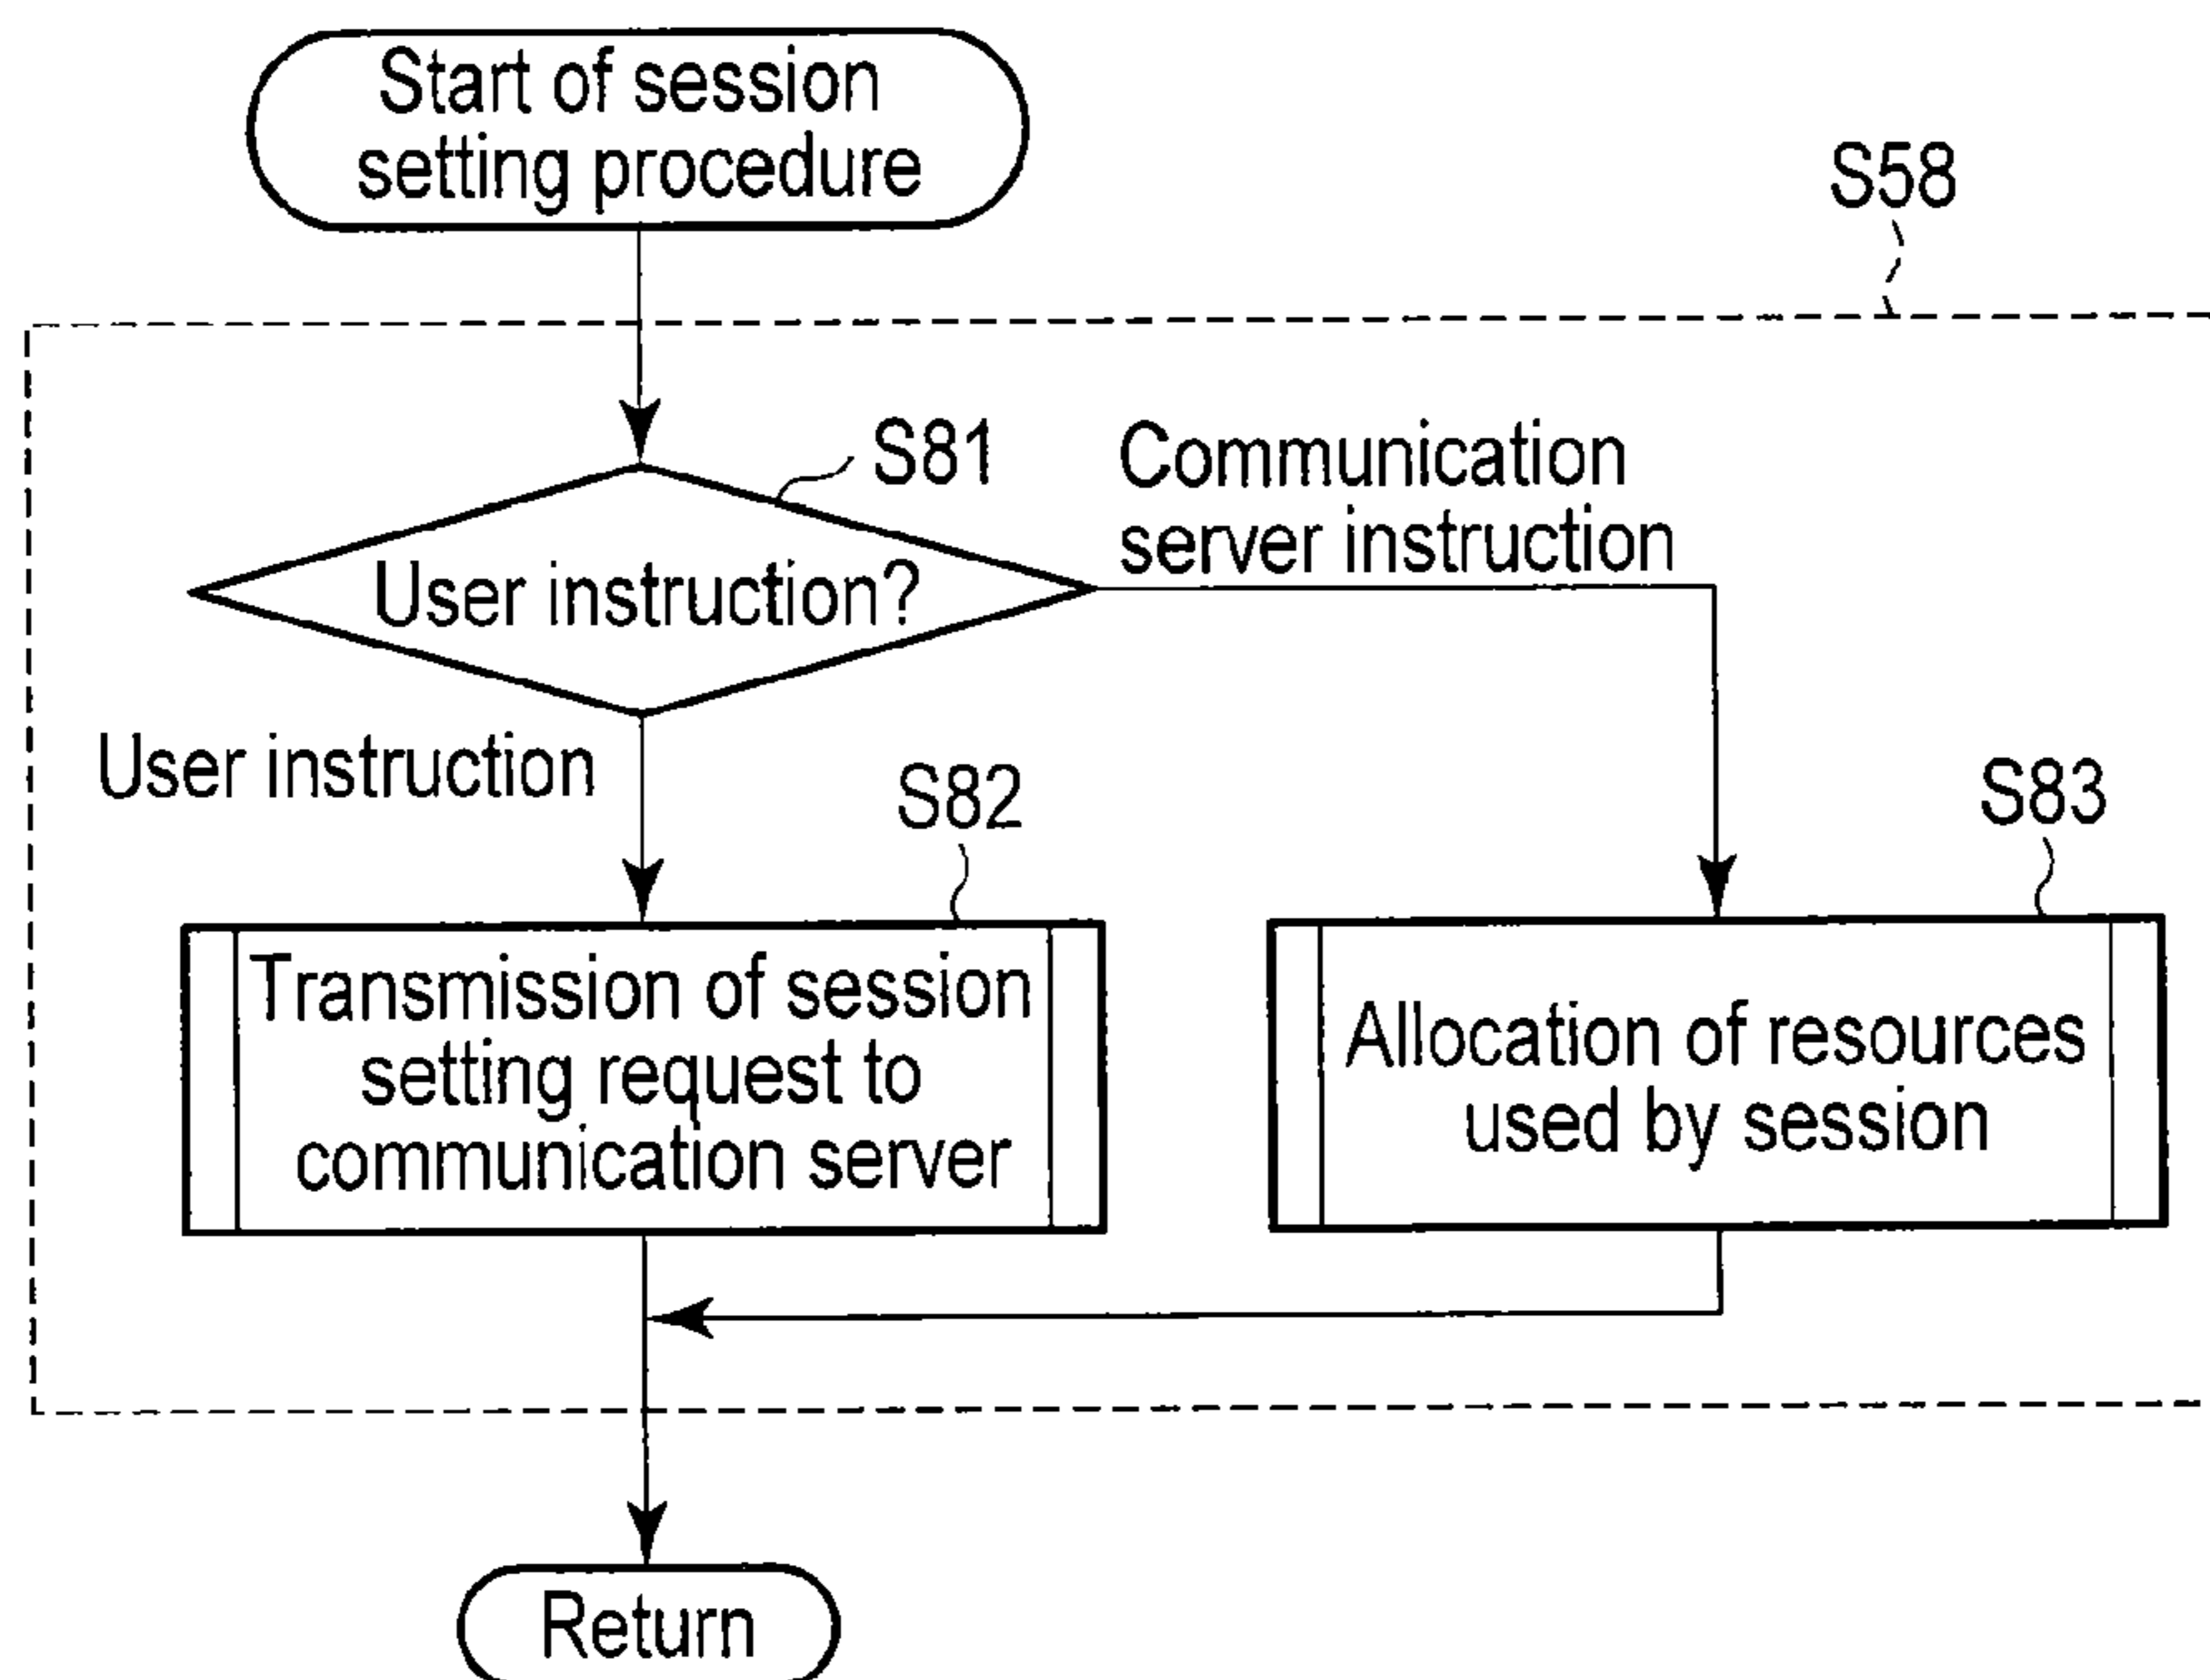 Start of session
setting procedure
S58
S81
Communication
server instruction
User instruction?
User instruction
S82
S83
Transmission of session
setting request to
communication server
Allocation of resources
used by session
Return